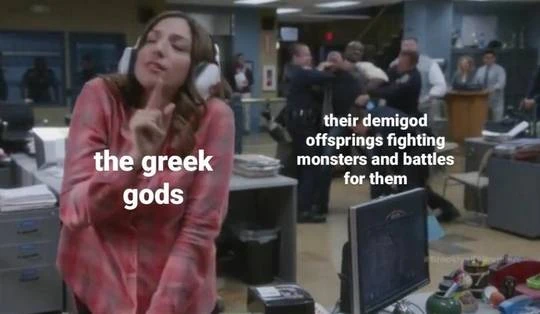 the greek
gods
their demigod
offsprings fighting
monsters and battles
for them